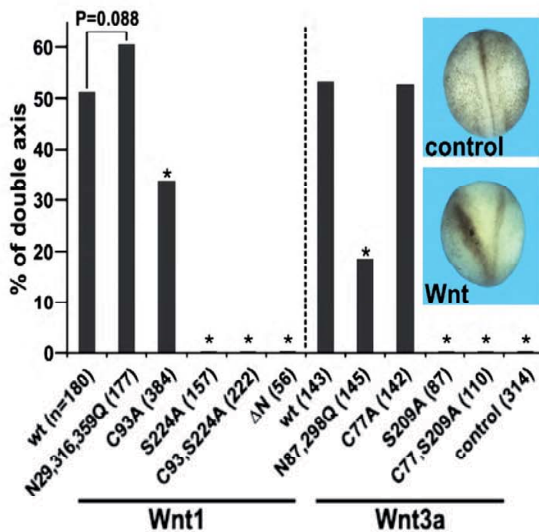 P=0.088
60
50
40
30
20
10
0
% of double axis
*
*
*
*
*
*
*
*
control
Wnt
wt (n=180)
N29,316,359Q (177)
C93A (384)
S224A (157)
C93,S224A (222)
ΔN (56)
wt (143)
N87,298Q (145)
C77A (142)
S209A (87)
C77,S209A (110)
control (314)
Wnt1
Wnt3a